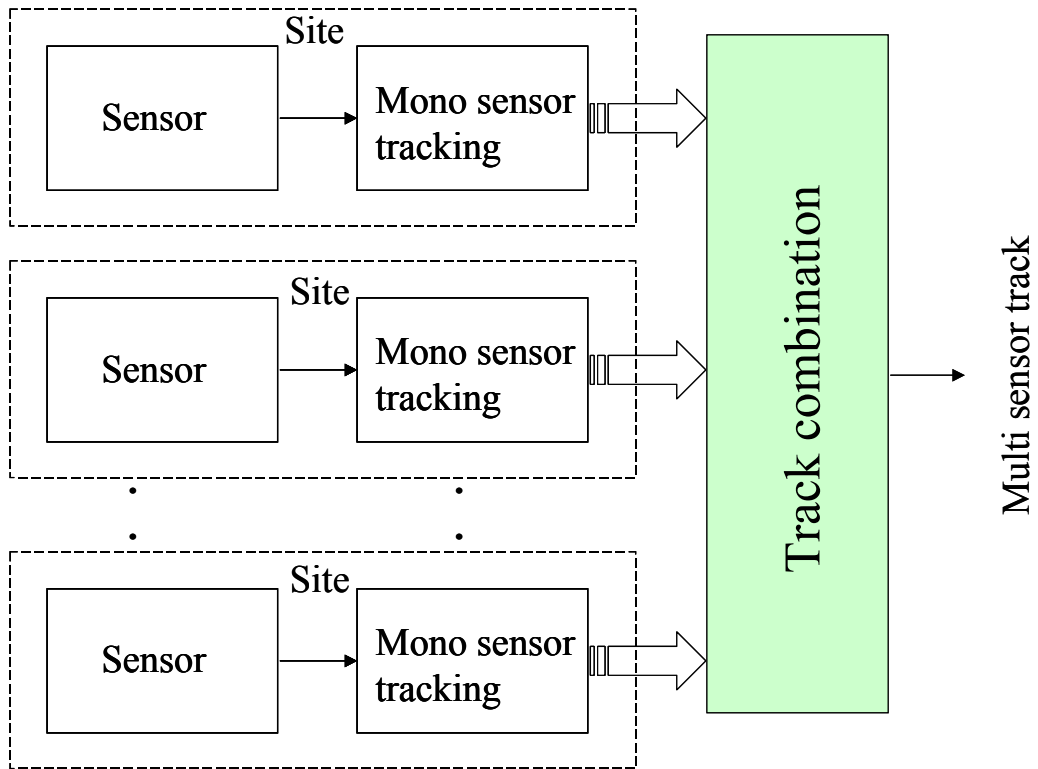 Site
Sensor
Mono sensor
tracking
Site
Sensor
Mono sensor
tracking
Site
Sensor
Mono sensor
tracking
Track combination
Multi sensor track